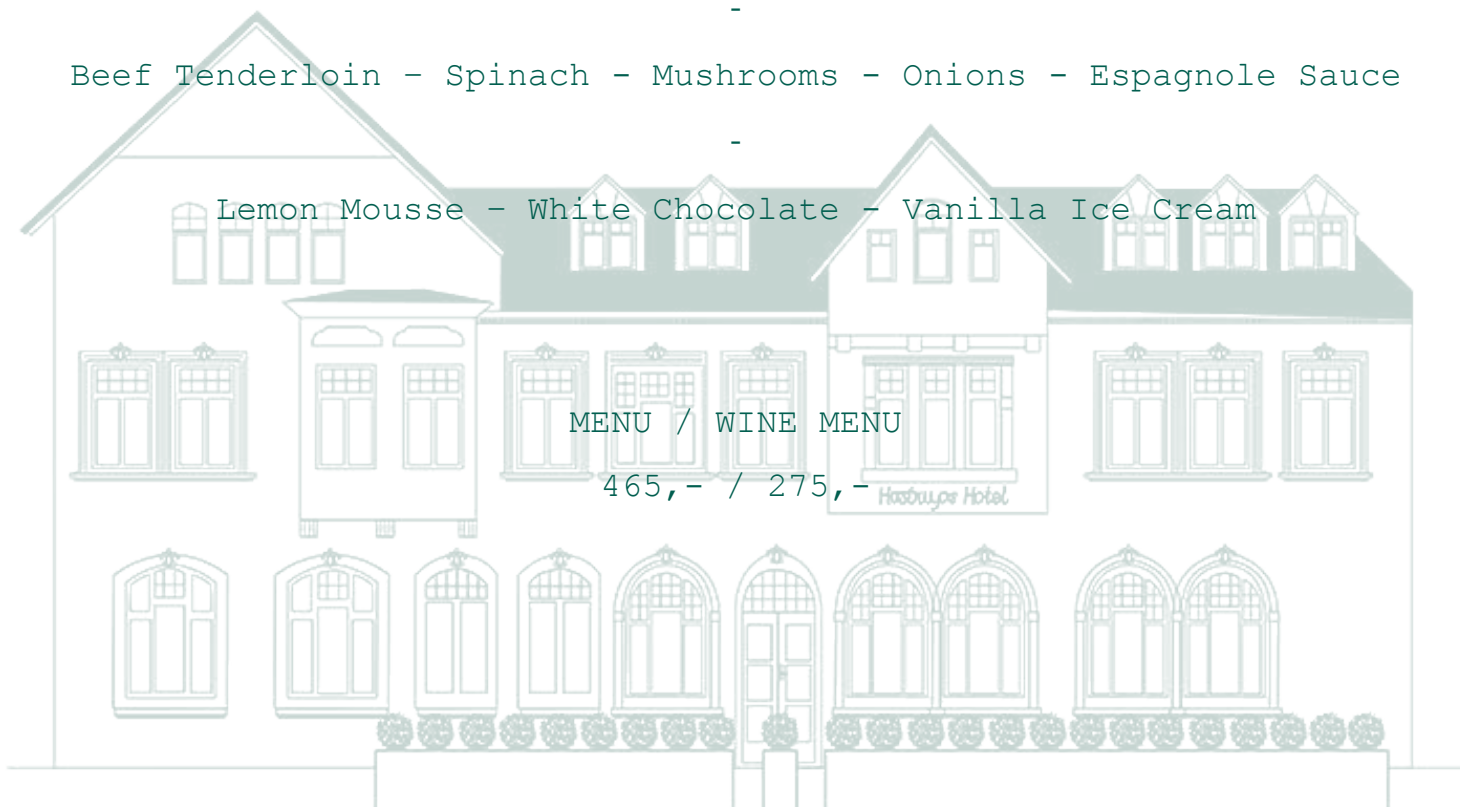 -
Beef Tenderloin – Spinach - Mushrooms - Onions - Espagnole Sauce
-
Lemon Mousse – White Chocolate - Vanilla Ice Cream
MENU / WINE MENU
465,- / 275,-
Hotel